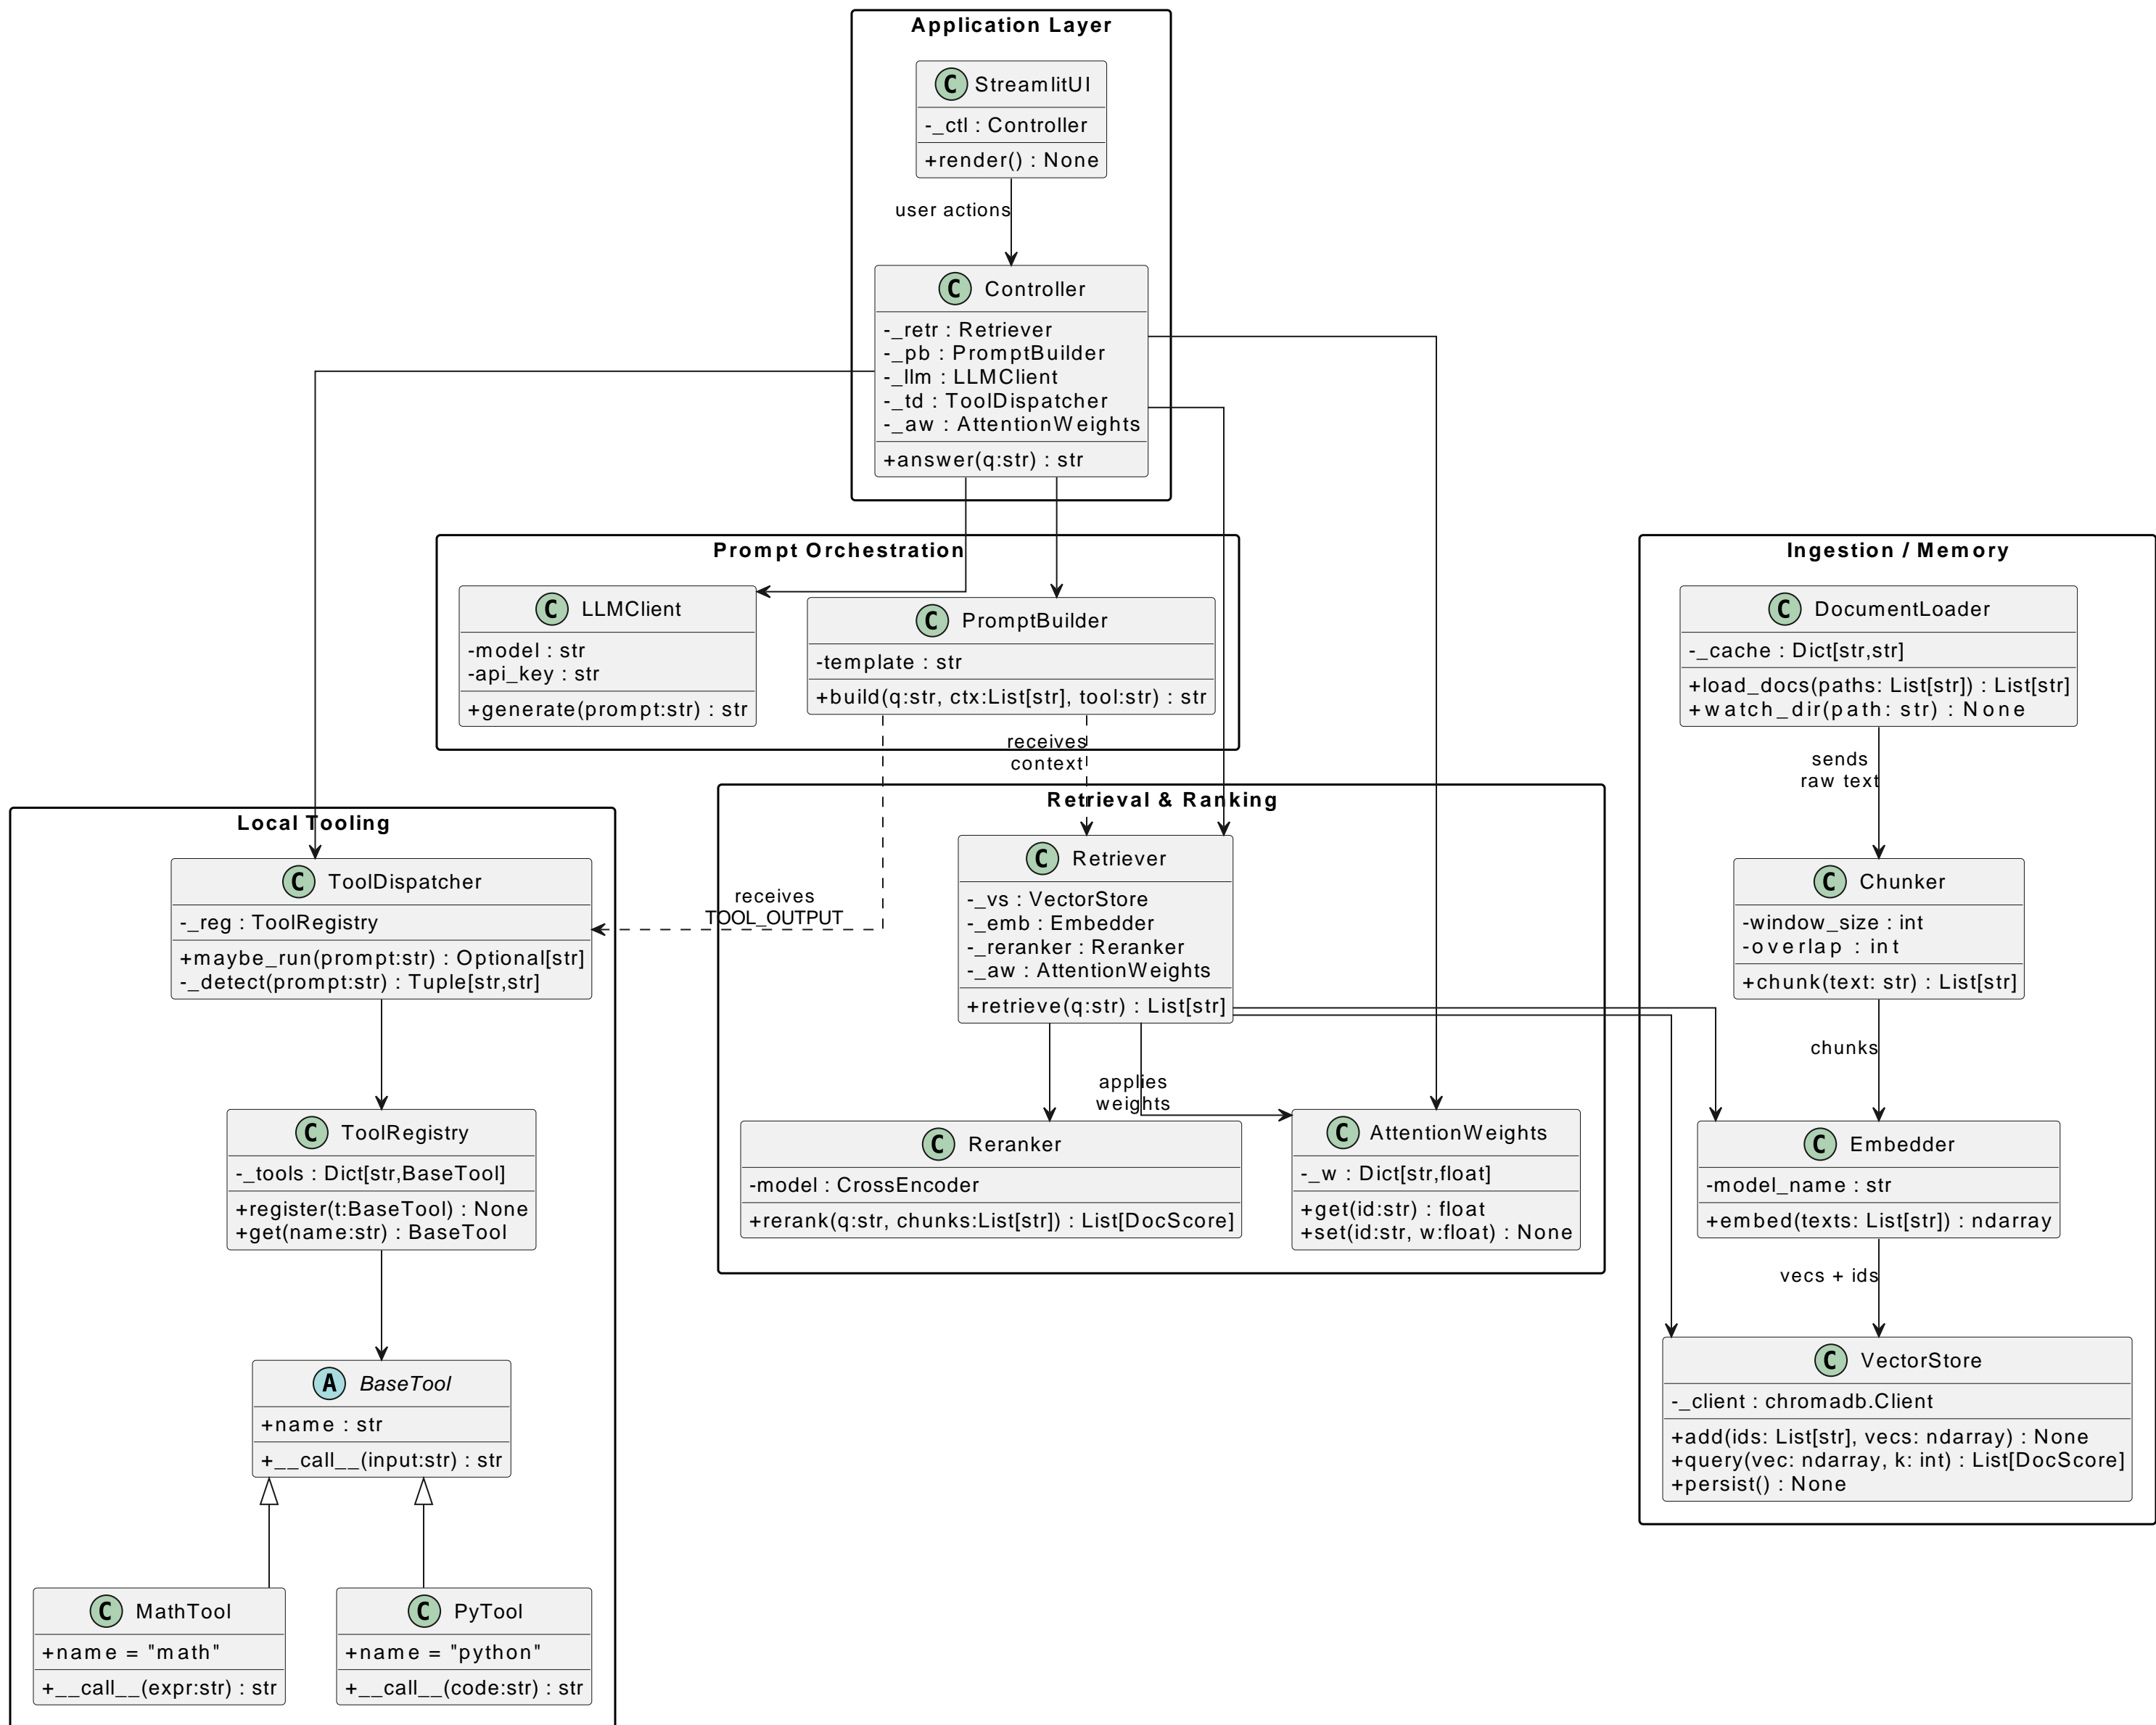 Application Layer
C StreamlitUI
-_ctl : Controller
+render() : None
user actions
C Controller
-_retr : Retriever
-_pb : PromptBuilder
-_llm : LLMClient
-_td : ToolDispatcher
-_aw : AttentionWeights
+answer(q:str) : str
Prompt Orchestration
C LLMClient
-model : str
-api_key : str
+generate(prompt:str) : str
C PromptBuilder
-template : str
+build(q:str, ctx:List[str], tool:str) : str
receives
context
receives
TOOL_OUTPUT
Ingestion / Memory
C DocumentLoader
-_cache : Dict[str,str]
+load_docs(paths: List[str]) : List[str]
+watch_dir(path: str) : None
sends
raw text
C Chunker
-window_size : int
-overlap : int
+chunk(text: str) : List[str]
chunks
C Embedder
-model_name : str
+embed(texts: List[str]) : ndarray
vecs + ids
C VectorStore
-_client : chromadb.Client
+add(ids: List[str], vecs: ndarray) : None
+query(vec: ndarray, k: int) : List[DocScore]
+persist() : None
Retrieval & Ranking
C Retriever
-_vs : VectorStore
-_emb : Embedder
-_reranker : Reranker
-_aw : AttentionWeights
+retrieve(q:str) : List[str]
applies
weights
C Reranker
-model : CrossEncoder
+rerank(q:str, chunks:List[str]) : List[DocScore]
C AttentionWeights
-_w : Dict[str,float]
+get(id:str) : float
+set(id:str, w:float) : None
Local Tooling
C ToolDispatcher
-_reg : ToolRegistry
+maybe_run(prompt:str) : Optional[str]
-_detect(prompt:str) : Tuple[str,str]
C ToolRegistry
-_tools : Dict[str,BaseTool]
+register(t:BaseTool) : None
+get(name:str) : BaseTool
A BaseTool
+name : str
+__call__(input:str) : str
C MathTool
+name = "math"
+__call__(expr:str) : str
C PyTool
+name = "python"
+__call__(code:str) : str